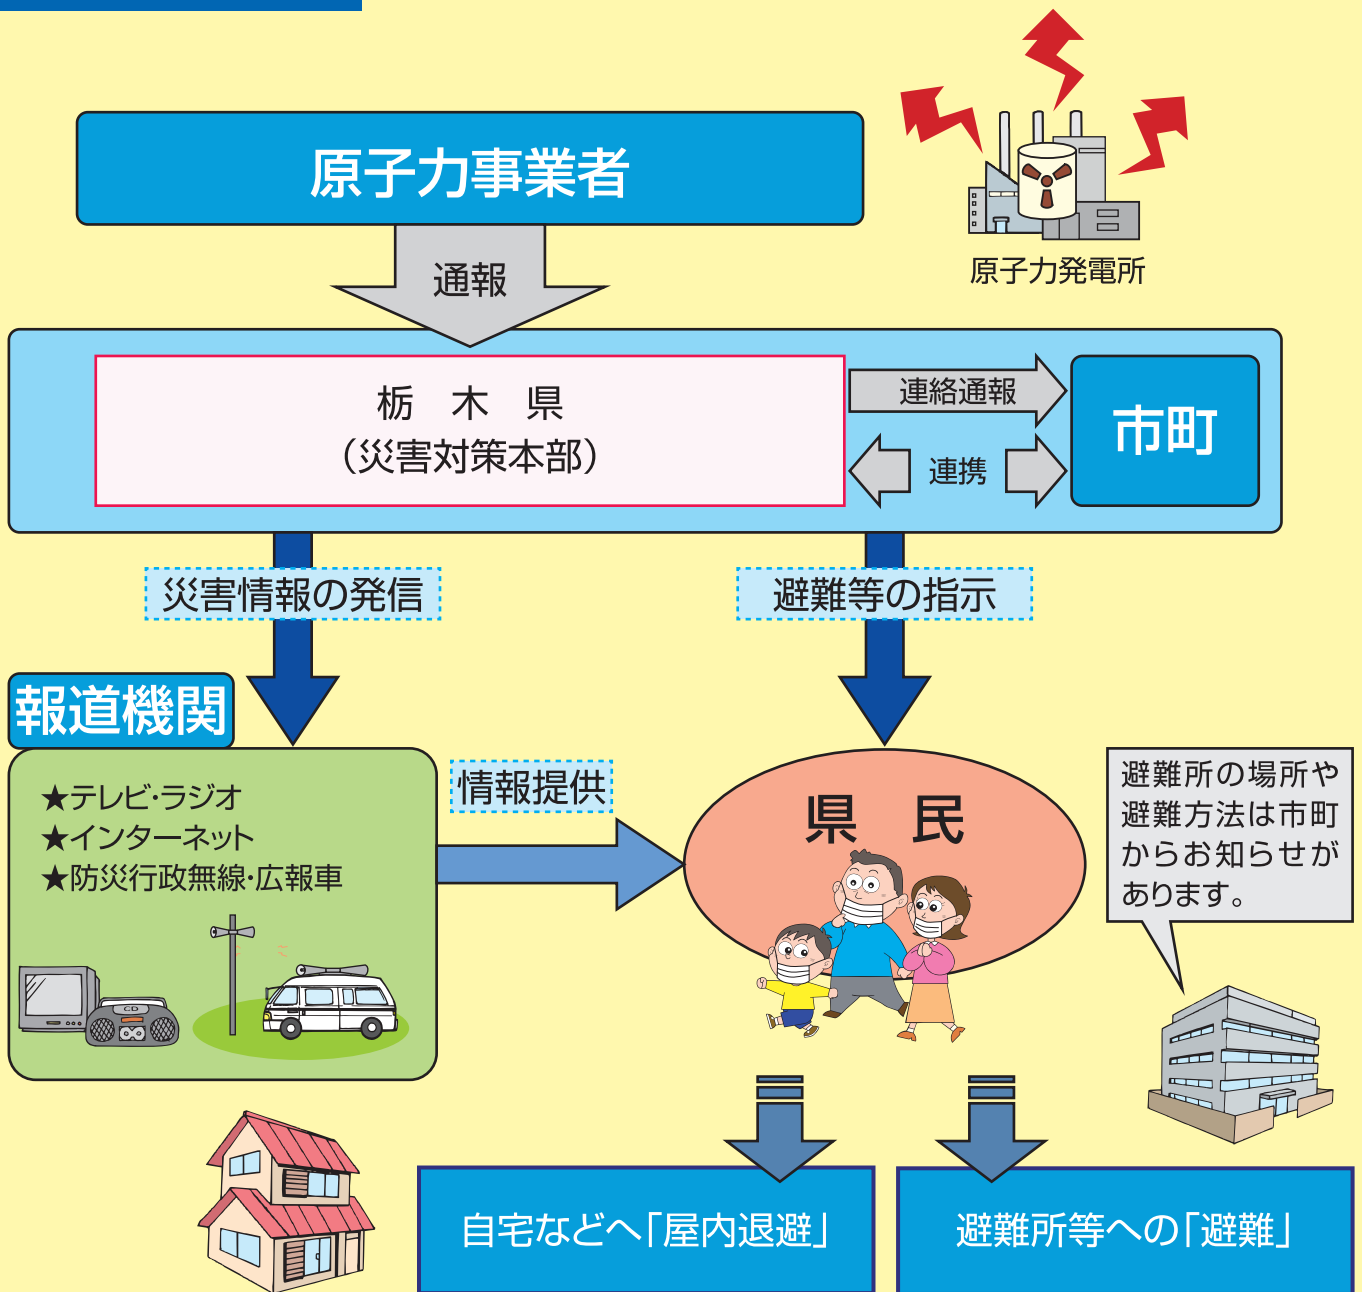 原子力事業者
原子力発電所
通報
栃木県
（災害対策本部）
連絡通報
連携
市町
災害情報の発信
避難等の指示
報道機関
★テレビ・ラジオ
★インターネット
★防災行政無線・広報車
情報提供
県民
避難所の場所や
避難方法は市町
からお知らせが
あります。
自宅などへ「屋内退避」
避難所等への「避難」